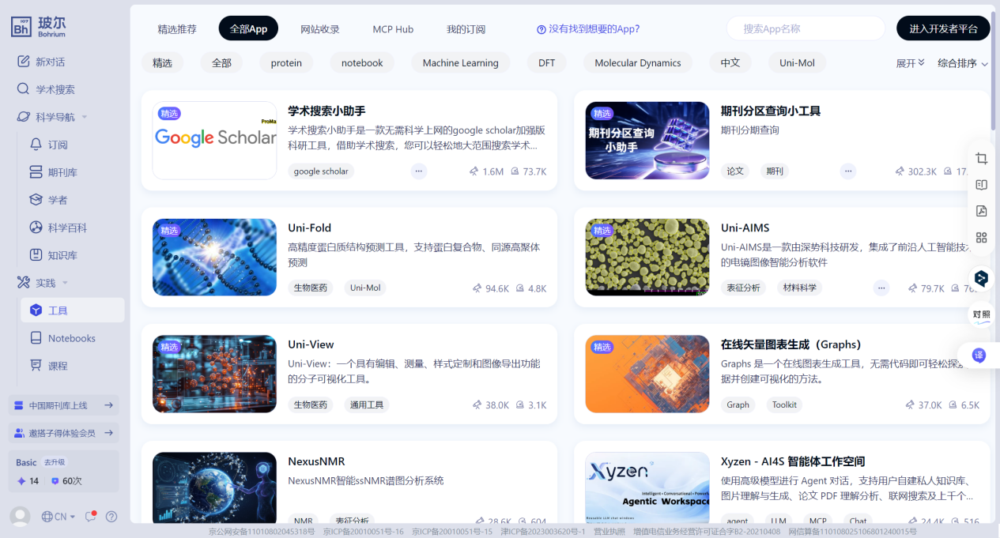 玻尔
Bohrium
新对话
学术搜索
科学导航
订阅
期刊库
学者
科学百科
知识库
实践
工具
Notebooks
课程
中国期刊库上线
邀搭子得体验会员
Basic 去升级
14 60次
CN
精选推荐 全部App 网站收录 MCP Hub 我的订阅 没有找到想要的App? 搜索App名称 进入开发者平台
精选 全部 protein notebook Machine Learning DFT Molecular Dynamics 中文 Uni-Mol 展开 综合排序
精选
Google Scholar
ProMa
学术搜索小助手
学术搜索小助手是一款无需科学上网的google scholar加强版
科研工具，借助学术搜索，您可以轻松地大范围搜索学术...
google scholar ... 1.6M 73.7K
精选
期刊分区查询
小助手
期刊分区查询小工具
期刊分期查询
论文 期刊 ... 302.3K 17.
精选
Uni-Fold
高精度蛋白质结构预测工具，支持蛋白复合物、同源高聚体
预测
生物医药 Uni-Mol 94.6K 4.8K
精选
Uni-AIMS
Uni-AIMS是一款由深势科技研发，集成了前沿人工智能技
的电镜图像智能分析软件
表征分析 材料科学 ... 79.7K
精选
Uni-View
Uni-View：一个具有编辑、测量、样式定制和图像导出功能
的分子可视化工具。
生物医药 通用工具 38.0K 3.1K
精选
在线矢量图表生成（Graphs）
Graphs 是一个在线图表生成工具，无需代码即可轻松探
据并创建可视化的方法。
Graph Toolkit 37.0K 6.5K
NexusNMR
NexusNMR智能ssNMR谱图分析系统
NMR 表征分析 28.6K 604
Xyzen
Intelligent · Conversational · Powerfu
Agentic Workspace
Reusable LLM chat windows
Xyzen - AI4S 智能体工作空间
使用高级模型进行 Agent 对话，支持用户自建私人知识库、
图片理解与生成、论文 PDF 理解分析、联网搜索及上千个...
agent LLM MCP Chat 24.4K 516
对照
译
京公网安备11010802045318号 京ICP备20010051号-16 京ICP备20010051号-15 津ICP备2023003620号-1 营业执照 增值电信业务经营许可证合字B2-20210408 网信算备110108025106801240015号